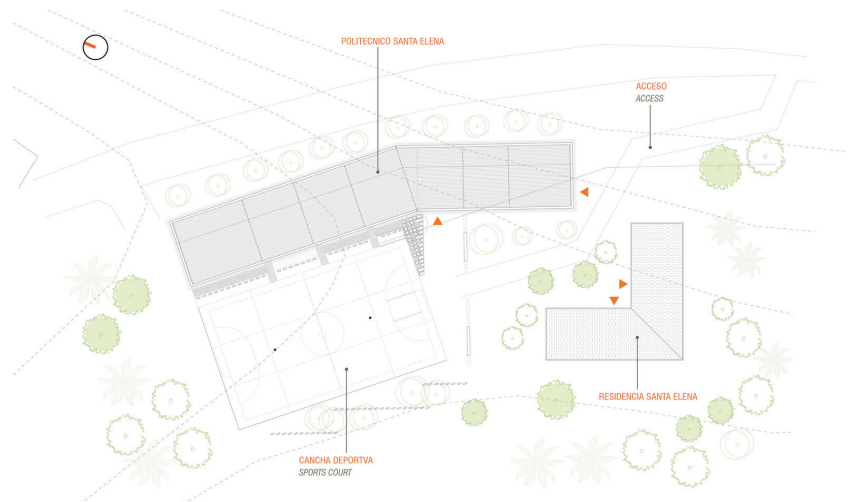 POLITECNICO SANTA ELENA
ACCESO
ACCESS
RESIDENCIA SANTA ELENA
CANCHA DEPORTVA
SPORTS COURT